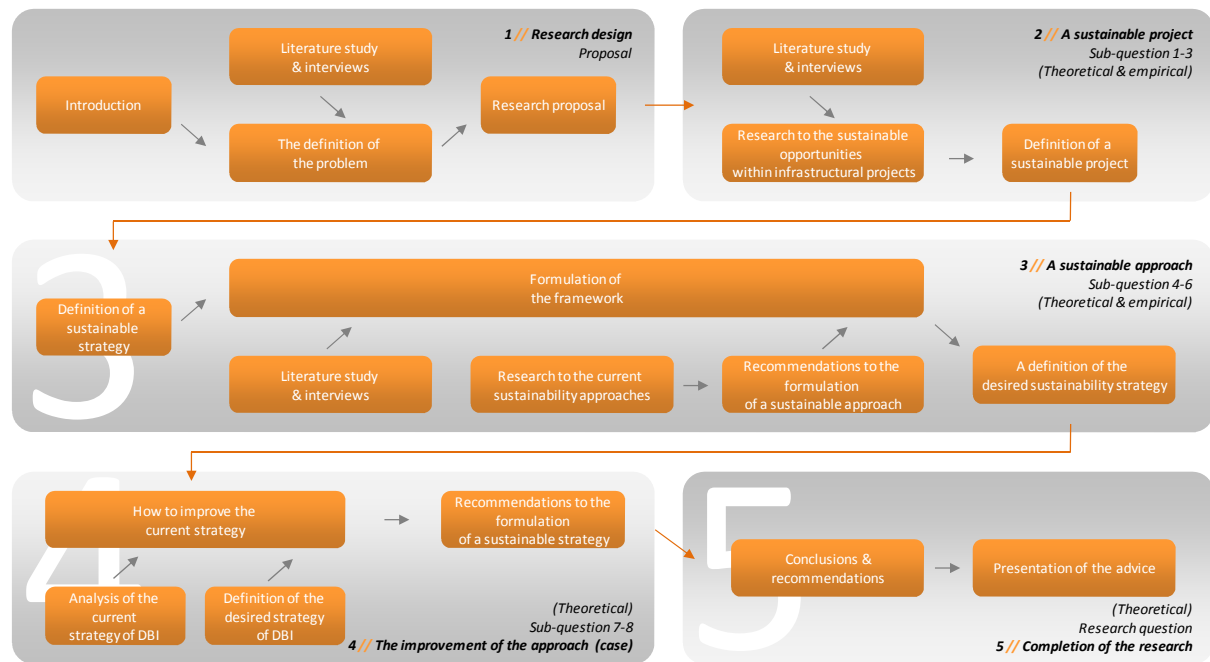 1 // Research design
Proposal
Introduction
Literature study
& interviews
The definition of
the problem
Research proposal
2 // A sustainable project
Sub-question 1-3
(Theoretical & empirical)
Literature study
& interviews
Research to the sustainable
opportunities
within infrastructural projects
Definition of a
sustainable project
3
3 // A sustainable approach
Sub-question 4-6
(Theoretical & empirical)
Definition of a
sustainable
strategy
Formulation of
the framework
Literature study
& interviews
Research to the current
sustainability approaches
Recommendations to the
formulation
of a sustainable approach
A definition of the
desired sustainability strategy
4
How to improve the
current strategy
Analysis of the
current
strategy of DBI
Definition of the
desired strategy
of DBI
Recommendations to the
formulation
of a sustainable strategy
(Theoretical)
Sub-question 7-8
4 // The improvement of the approach (case)
5
Conclusions &
recommendations
Presentation of the advice
(Theoretical)
Research question
5 // Completion of the research